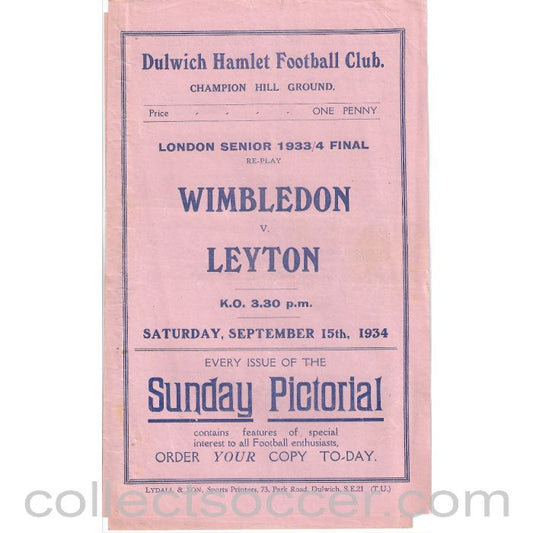 Dulwich Hamlet Football Club.
CHAMPION HILL GROUND.
Price - - - - ONE PENNY
LONDON SENIOR 1933/4 FINAL
RE-PLAY
WIMBLEDON
V.
LEYTON
K.O. 3.30 p.m.
SATURDAY, SEPTEMBER 15th, 1934
EVERY ISSUE OF THE
Sunday Pictorial
contains features of special
interest to all Football enthusiasts,
ORDER YOUR COPY TO-DAY.
LYDALL & SON, Sports Printers, 73, Park Road, Dulwich, S.E.21 (T.U.)
collectsoccer.com